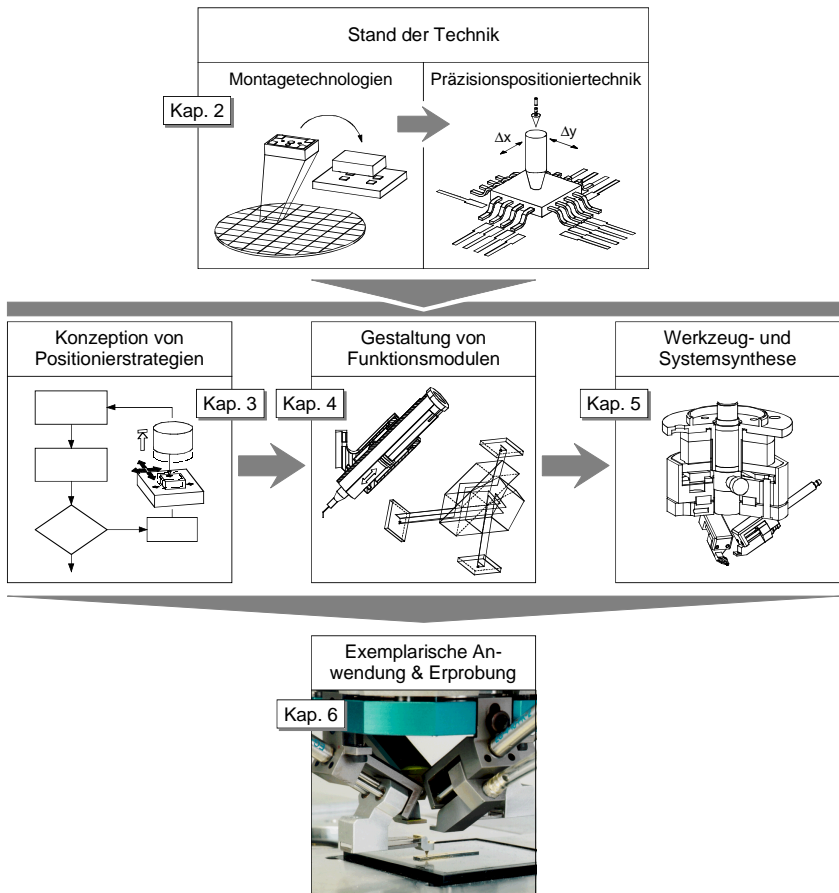 Stand der Technik
Montagetechnologien
Präzisionspositioniertechnik
Kap. 2
Δx
Δy
Konzeption von
Positionierstrategien
Kap. 3
Gestaltung von
Funktionsmodulen
Kap. 4
Werkzeug- und
Systemsynthese
Kap. 5
Exemplarische An-
wendung & Erprobung
Kap. 6